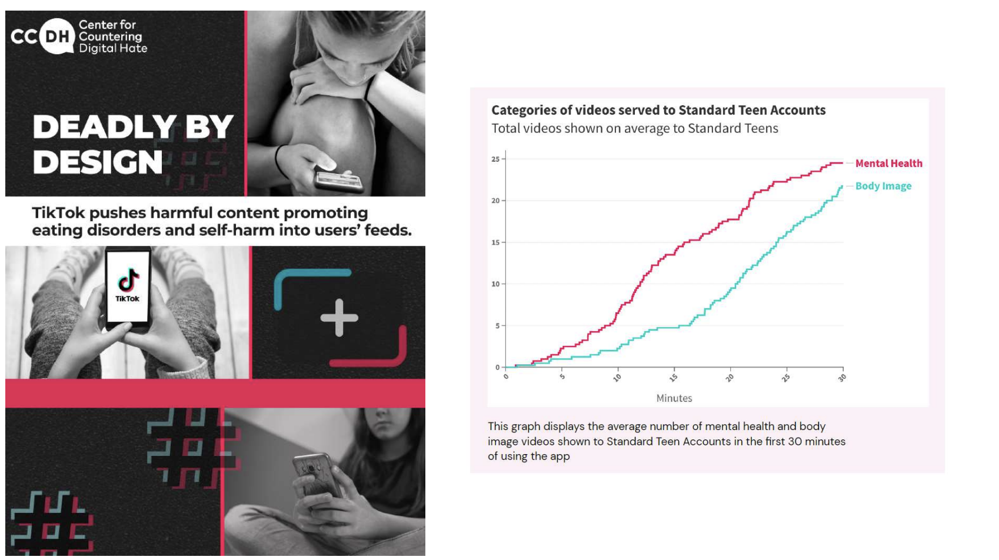 CC DH Center for
Countering
Digital Hate
DEADLY BY
DESIGN
TikTok pushes harmful content promoting
eating disorders and self-harm into users' feeds.
TikTok
Categories of videos served to Standard Teen Accounts
Total videos shown on average to Standard Teens
25
20
15
10
5
0
Mental Health
Body Image
0 5 10 15 20 25 30
Minutes
This graph displays the average number of mental health and body
image videos shown to Standard Teen Accounts in the first 30 minutes
of using the app